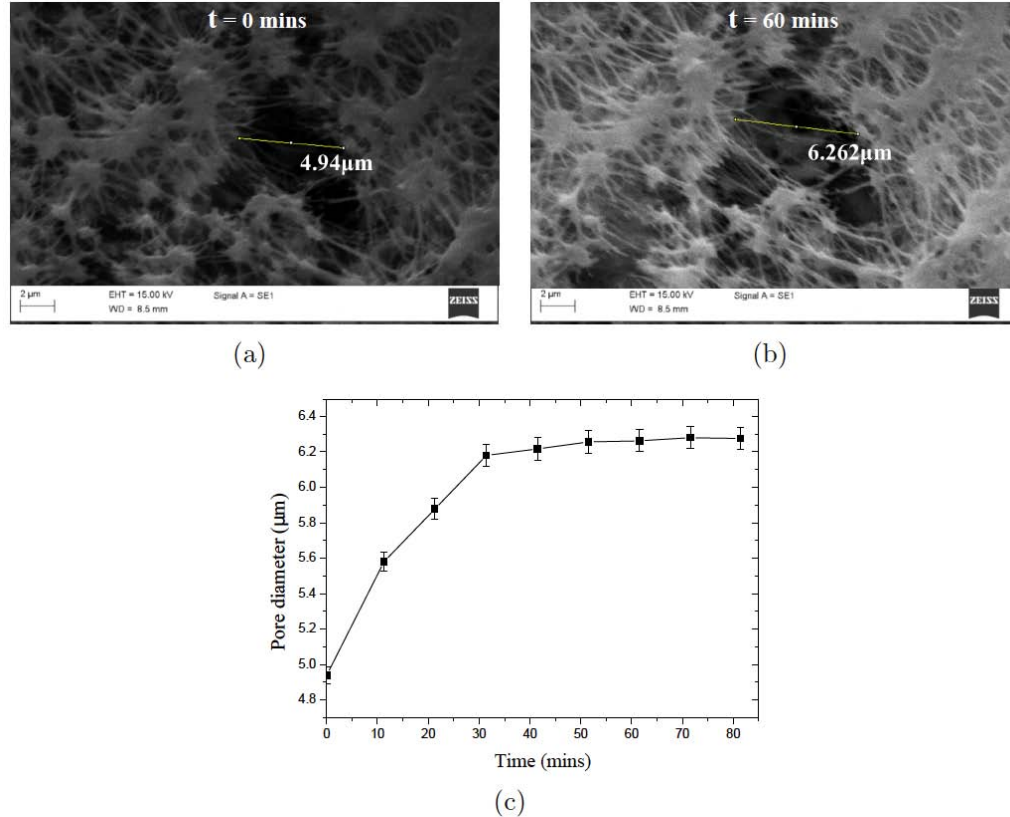 t = 0 mins
4.94μm
2 μm
EHT = 15.00 kV
WD = 8.5 mm
Signal A = SE1
ZEISS
(a)
t = 60 mins
6.262μm
2 μm
EHT = 15.00 kV
WD = 8.5 mm
Signal A = SE1
ZEISS
(b)
6.4
6.2
6.0
5.8
5.6
5.4
5.2
5.0
4.8
Pore diameter (μm)
0 10 20 30 40 50 60 70 80
Time (mins)
(c)